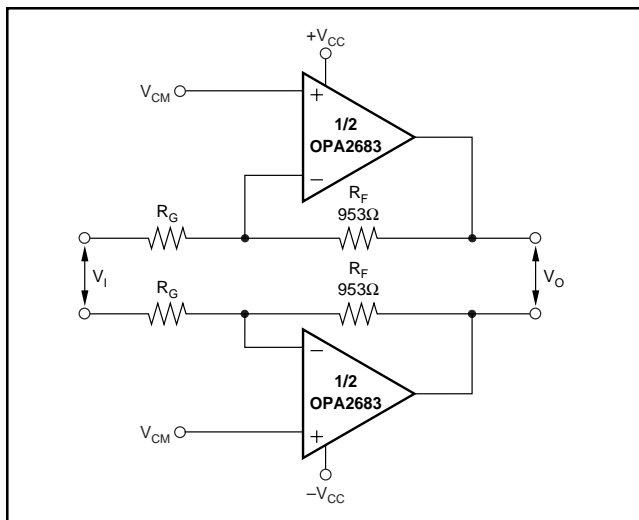 +V_CC
V_CM
+
1/2
OPA2683
−
R_G
R_F
953Ω
V_I
V_O
R_G
R_F
953Ω
−
1/2
OPA2683
V_CM
+
−V_CC